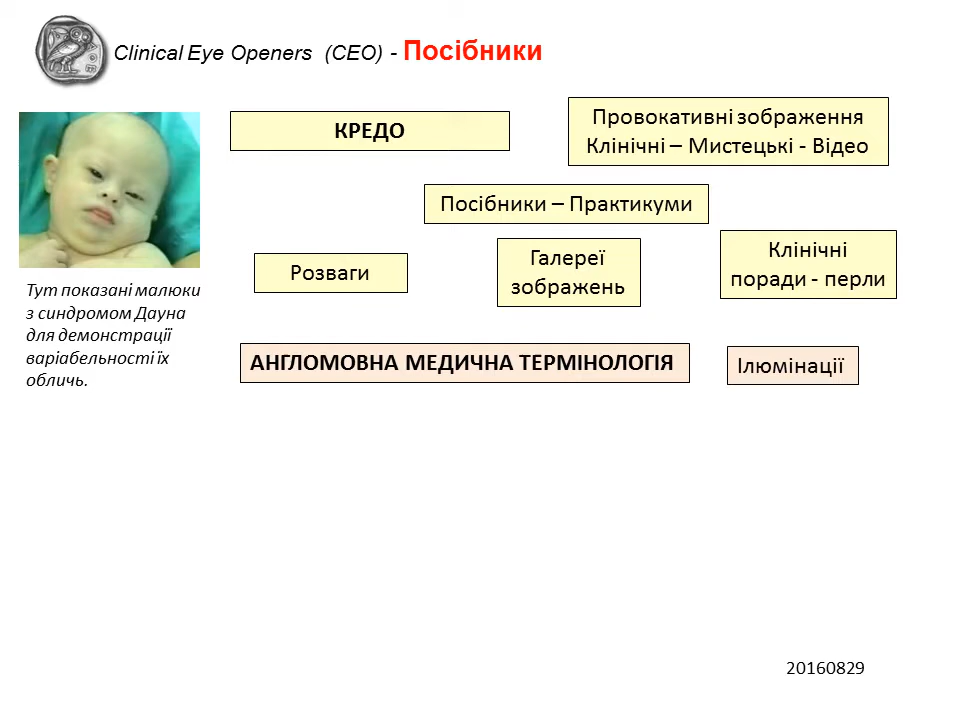 Clinical Eye Openers (CEO) - Посібники
КРЕДО
Провокативні зображення
Клінічні – Мистецькі - Відео
Посібники – Практикуми
Розваги
Галереї
зображень
Клінічні
поради - перли
Тут показані малюки
з синдромом Дауна
для демонстрації
варіабельності їх
облич.
АНГЛОМОВНА МЕДИЧНА ТЕРМІНОЛОГІЯ
Ілюмінації
20160829